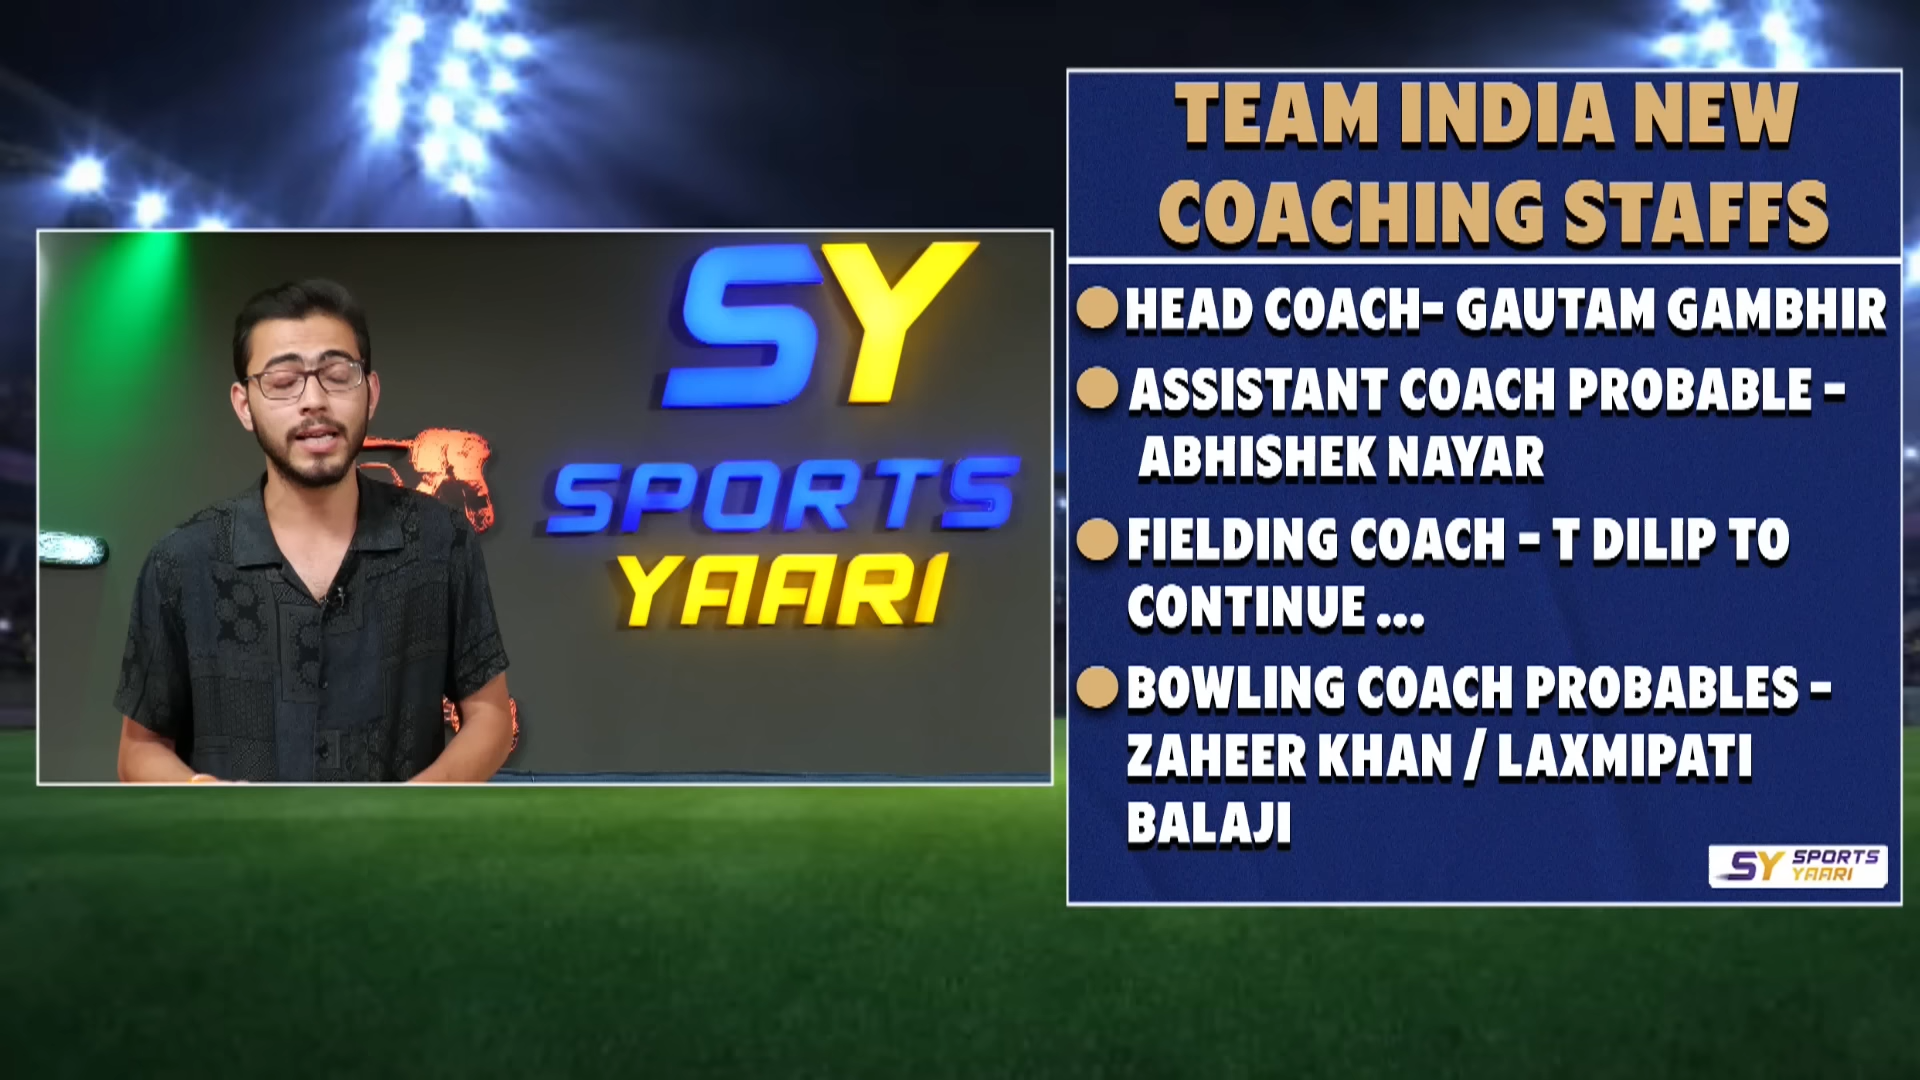 SY
SPORTS
YAARI
TEAM INDIA NEW
COACHING STAFFS
HEAD COACH- GAUTAM GAMBHIR
ASSISTANT COACH PROBABLE -
ABHISHEK NAYAR
FIELDING COACH - T DILIP TO
CONTINUE ...
BOWLING COACH PROBABLES -
ZAHEER KHAN / LAXMIPATI
BALAJI
SY SPORTS
YAARI